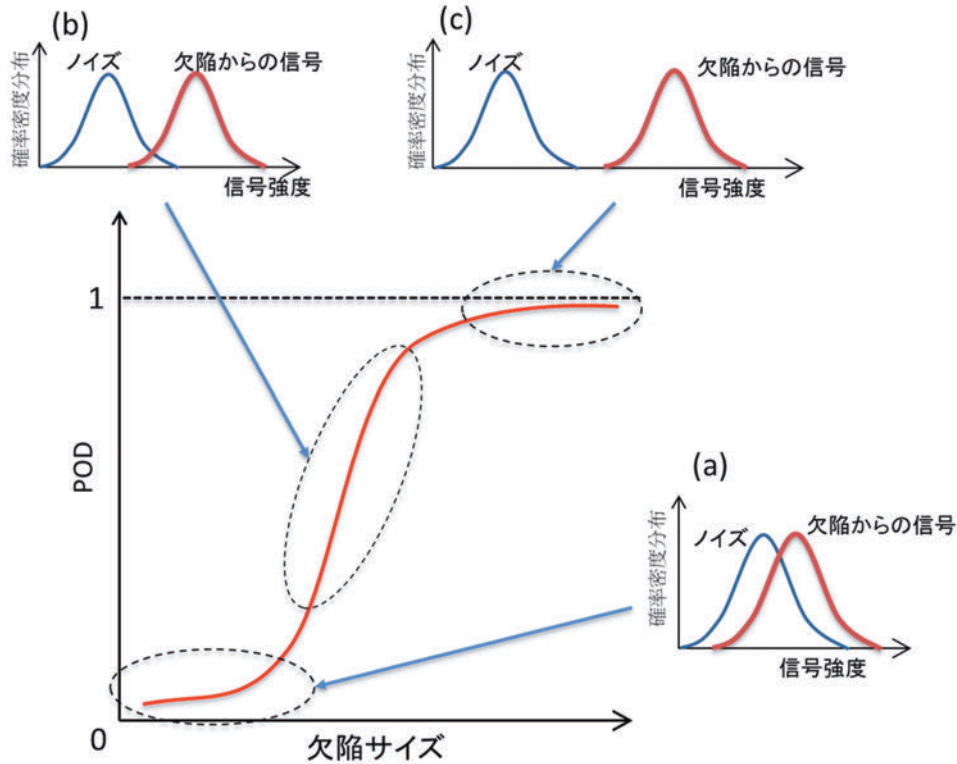 (b)
確率密度分布
ノイズ
欠陥からの信号
信号強度
(c)
確率密度分布
ノイズ
欠陥からの信号
信号強度
1
POD
0
欠陥サイズ
(a)
確率密度分布
ノイズ
欠陥からの信号
信号強度